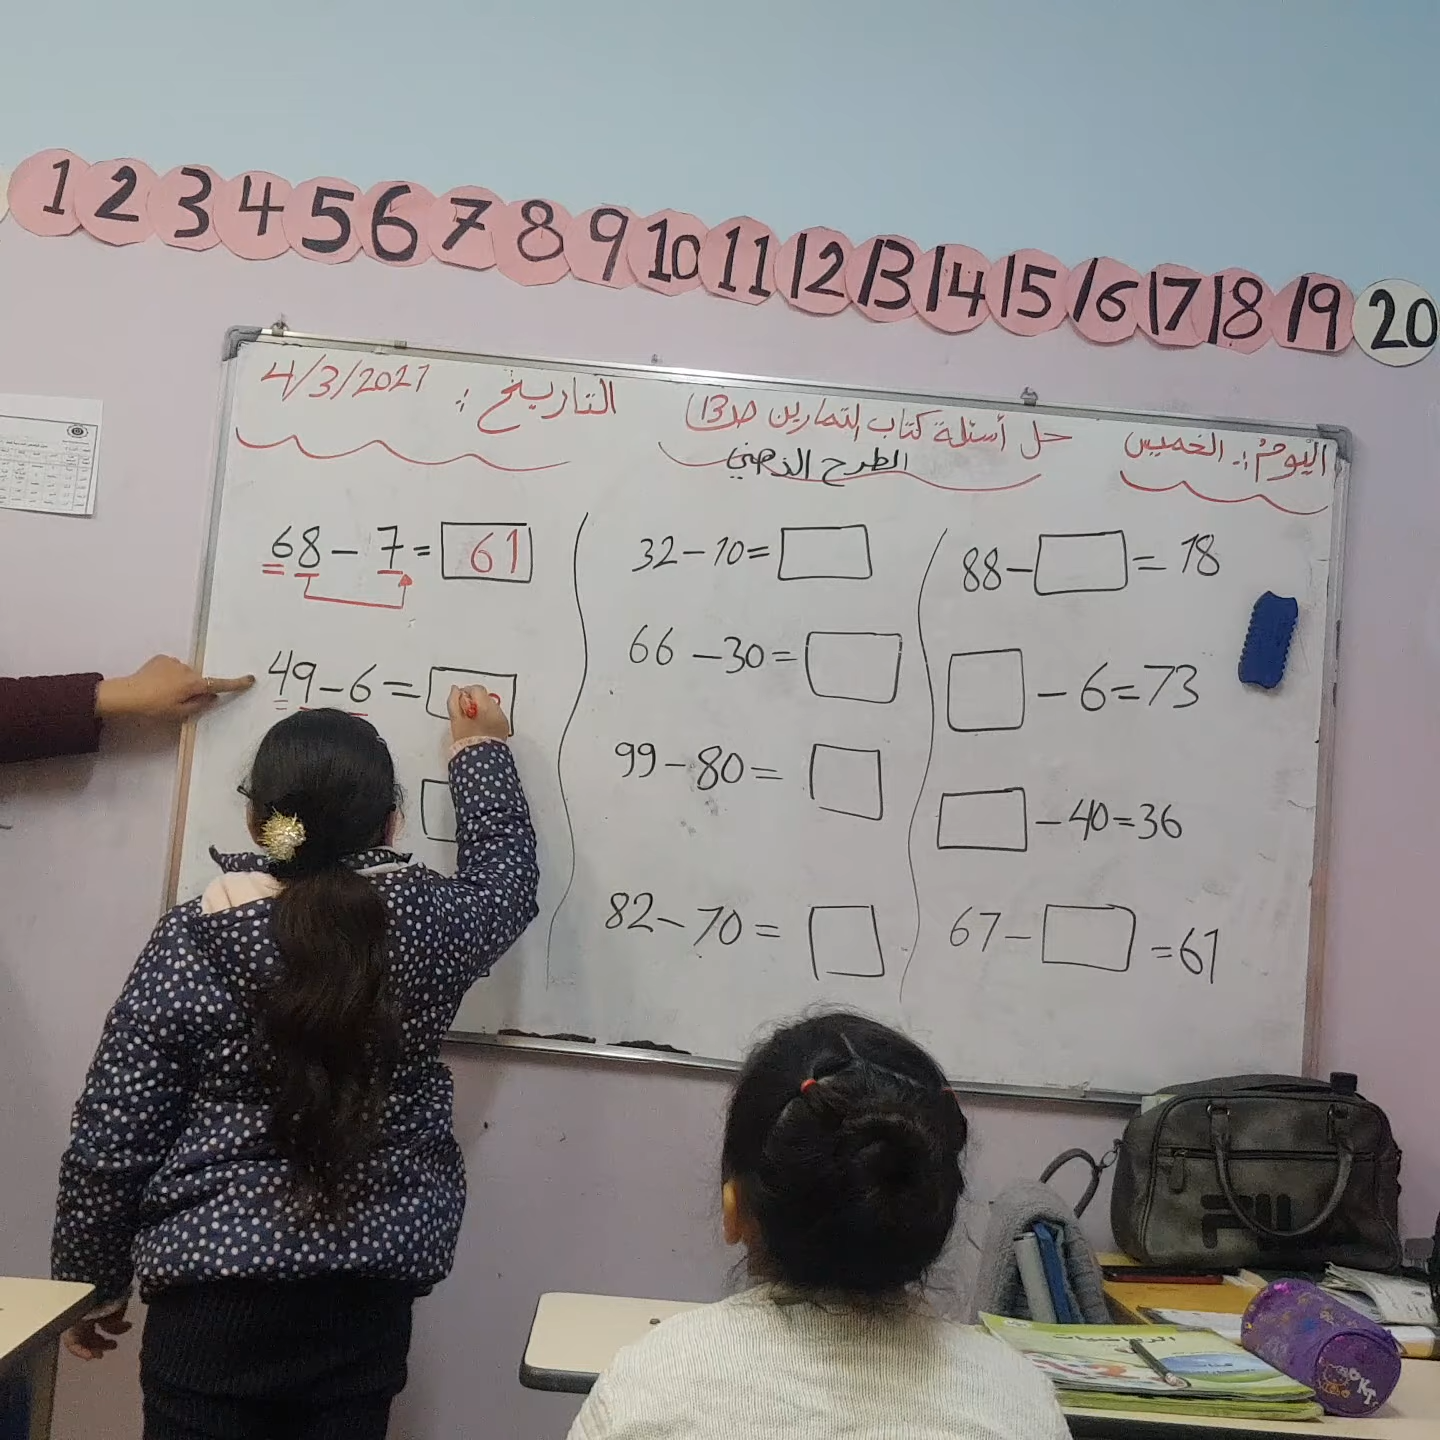 1 2 3 4 5 6 7 8 9 10 11 12 13 14 15 16 17 18 19 20
اليوم:. الخميس
حل أسئلة كتاب التمارين ص13
التاريخ: 4/3/2021
الطرح الذهني
68 - 7 = 61
49 - 6 =
32 - 10 =
66 - 30 =
99 - 80 =
82 - 70 =
88 - = 18
- 6 = 73
- 40 = 36
67 - = 61
FILA
الرياضيات